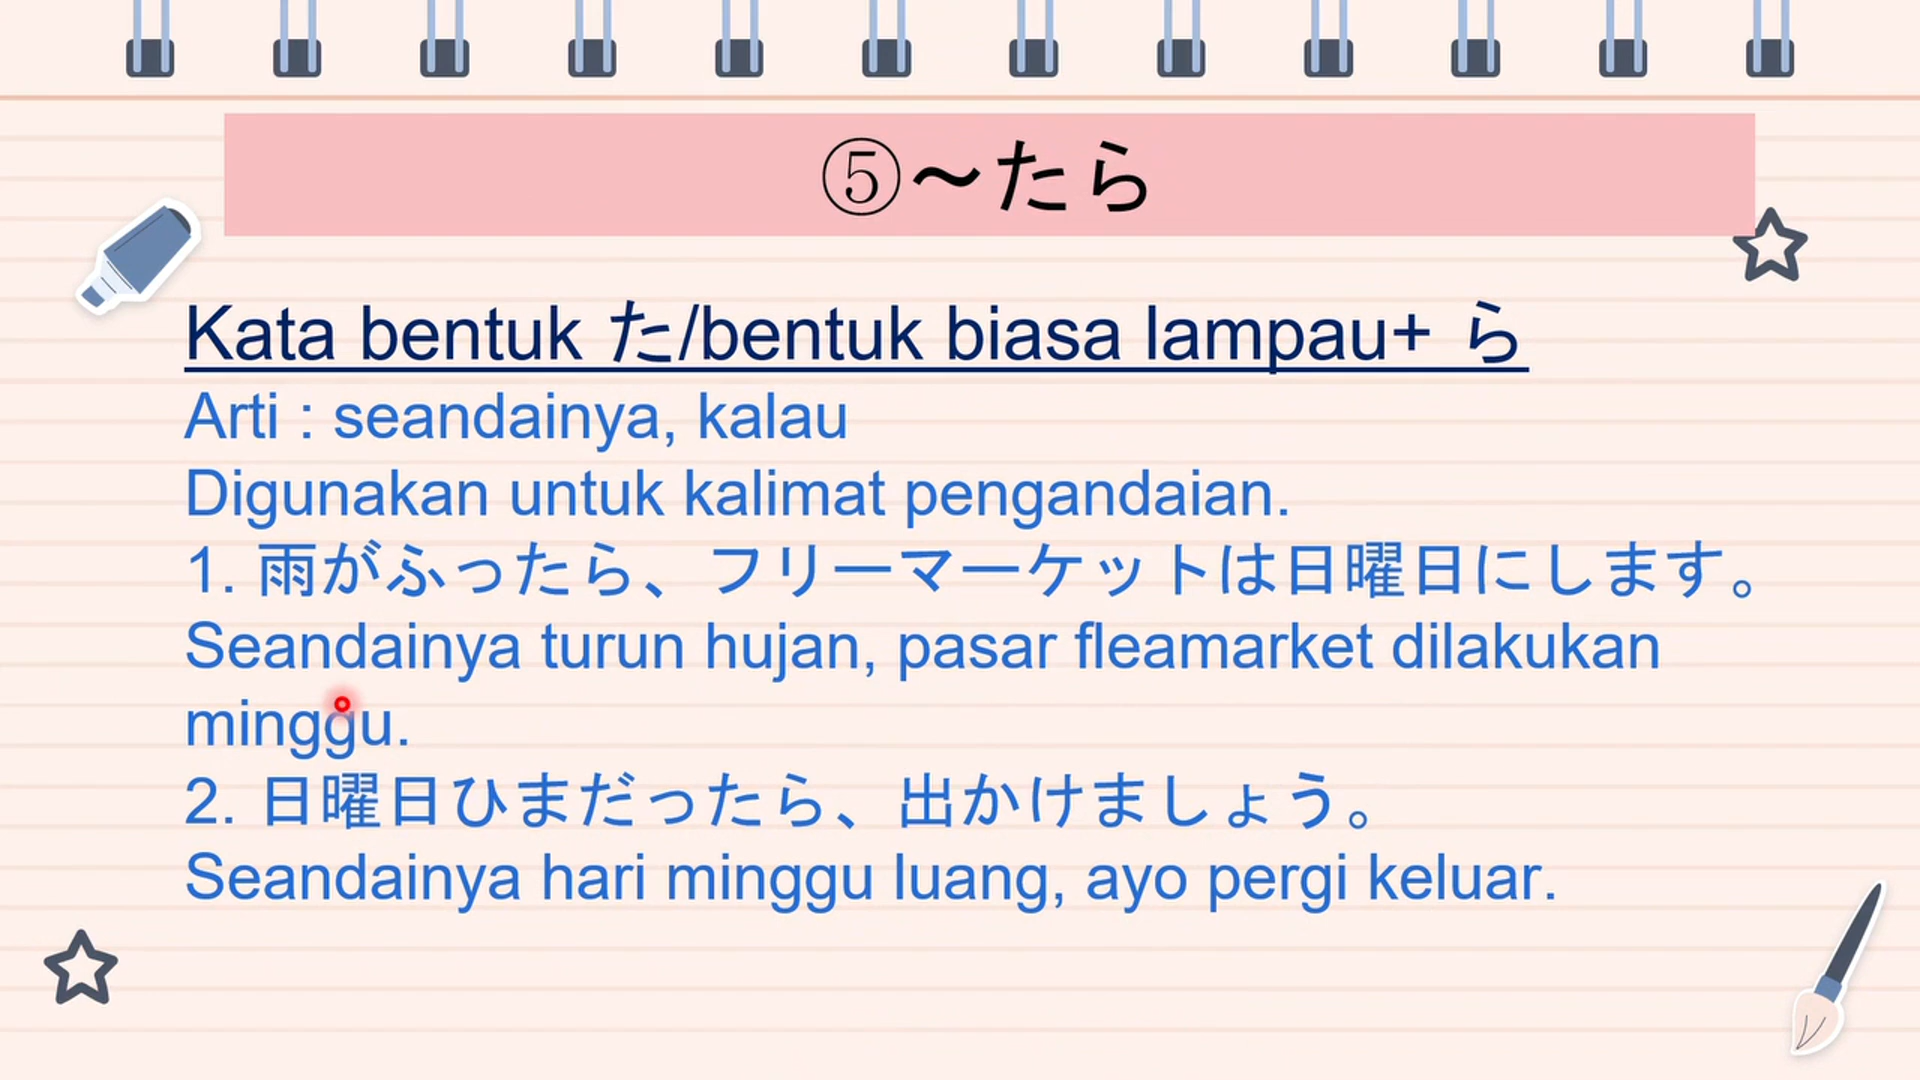 ⑤～たら
Kata bentuk た/bentuk biasa lampau+ ら
Arti : seandainya, kalau
Digunakan untuk kalimat pengandaian.
1. 雨がふったら、フリーマーケットは日曜日にします。
Seandainya turun hujan, pasar fleamarket dilakukan
minggu.
2. 日曜日ひまだったら、出かけましょう。
Seandainya hari minggu luang, ayo pergi keluar.